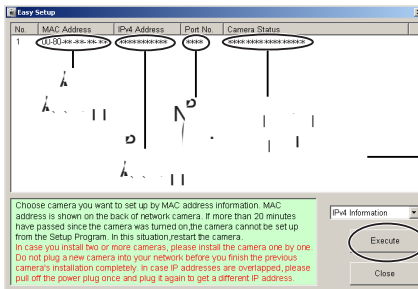 Easy Setup
No. MAC Address IPv4 Address Port No. Camera Status
1 00-80-**-**-**-** ************ **** ********************
Choose camera you want to set up by MAC address information. MAC
address is shown on the back of network camera. If more than 20 minutes
have passed since the camera was turned on,the camera cannot be set up
from the Setup Program. In this situation,restart the camera.
In case you install two or more cameras, please install the camera one by one.
Do not plug a new camera into your network before you finish the previous
camera's installation completely. In case IP addresses are overlapped, please
pull off the power plug once and plug it again to get a different IP address.
IPv4 Information
Execute
Close